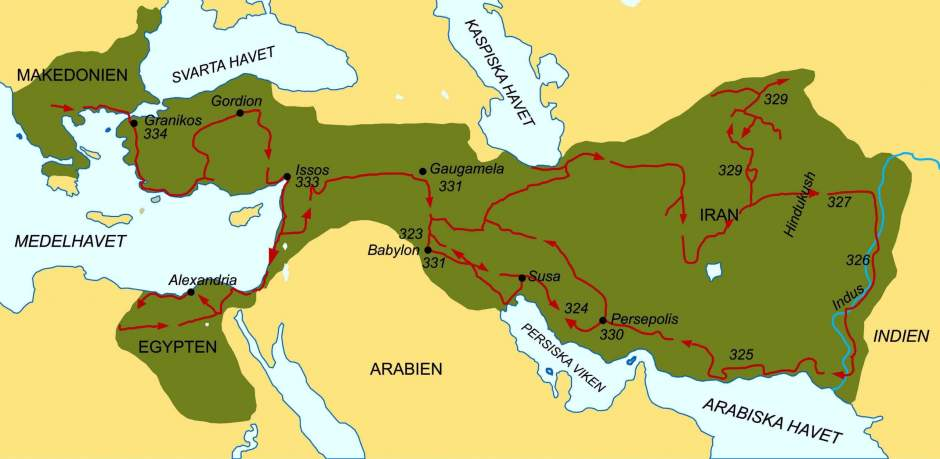 MAKEDONIEN
SVARTA HAVET
KASPISKA HAVET
Gordion
Granikos
334
329
Issos
333
Gaugamela
331
329
IRAN
Hindukush
327
MEDELHAVET
323
Babylon
331
326
Alexandria
Susa
Indus
324
Persepolis
330
INDIEN
EGYPTEN
PERSISKA VIKEN
325
ARABIEN
ARABISKA HAVET